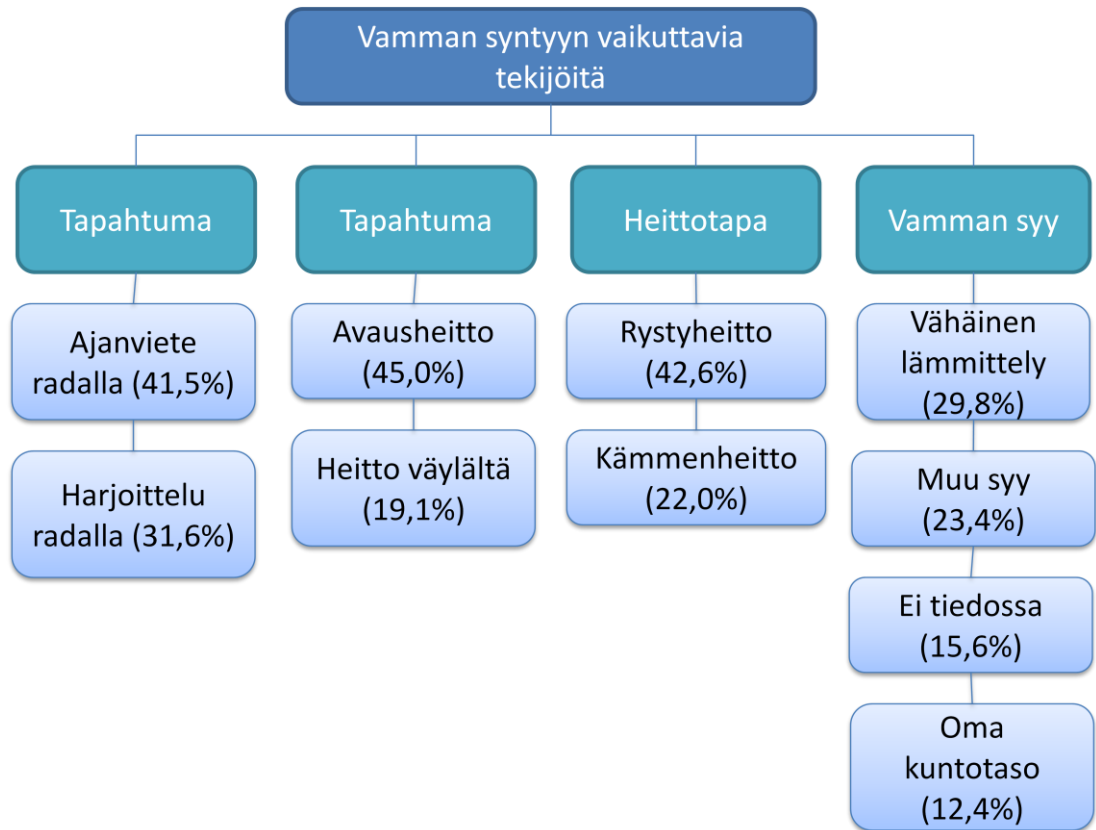 Vamman syntyyn vaikuttavia
tekijöitä
Tapahtuma
Ajanviete
radalla (41,5%)
Harjoittelu
radalla (31,6%)
Tapahtuma
Avausheitto
(45,0%)
Heitto väylältä
(19,1%)
Heittotapa
Rystyheitto
(42,6%)
Kämmenheitto
(22,0%)
Vamman syy
Vähäinen
lämmittely
(29,8%)
Muu syy
(23,4%)
Ei tiedossa
(15,6%)
Oma
kuntotaso
(12,4%)